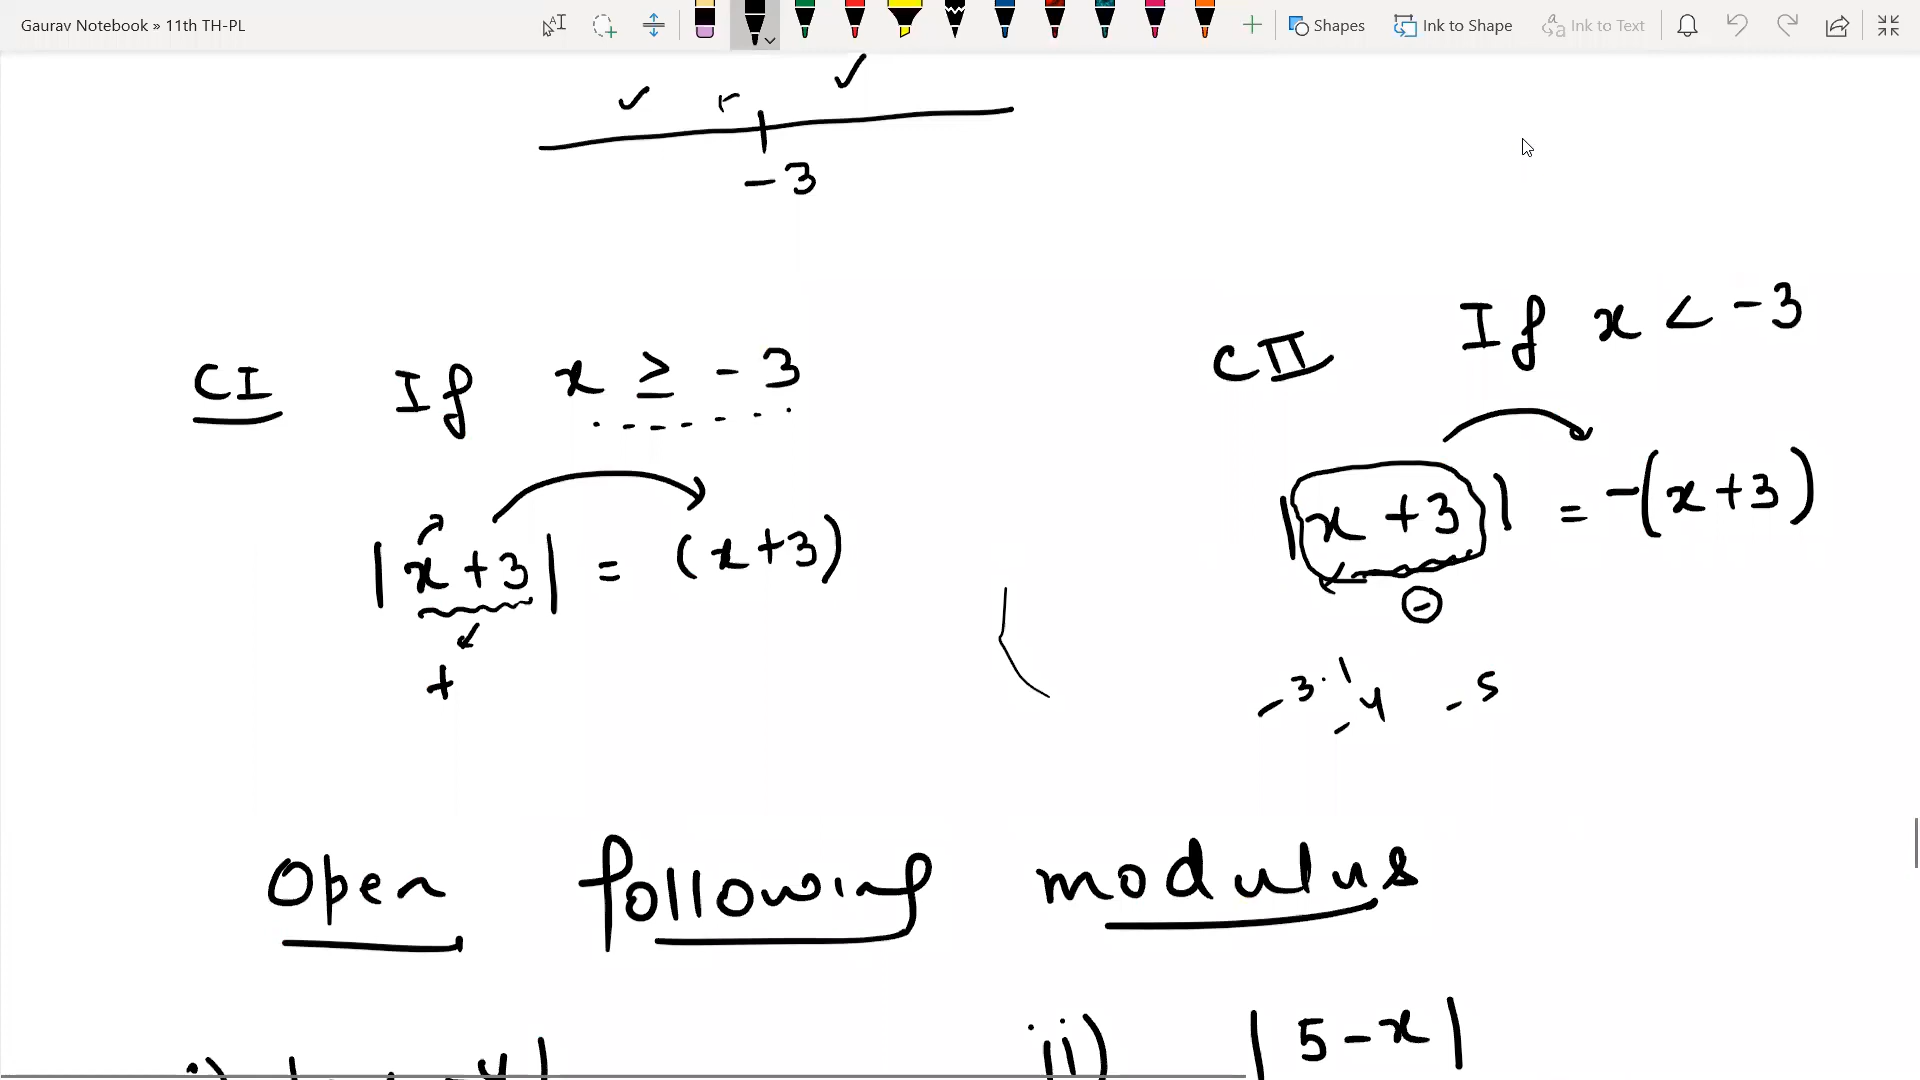 Gaurav Notebook » 11th TH-PL
Shapes
Ink to Shape
Ink to Text
-3
CI If x ≥ -3
|x+3| = (x+3)
+
CII If x < -3
|x+3| = -(x+3)
-
-3.1 -4 -5
Open following modulus
ii) |5-x|